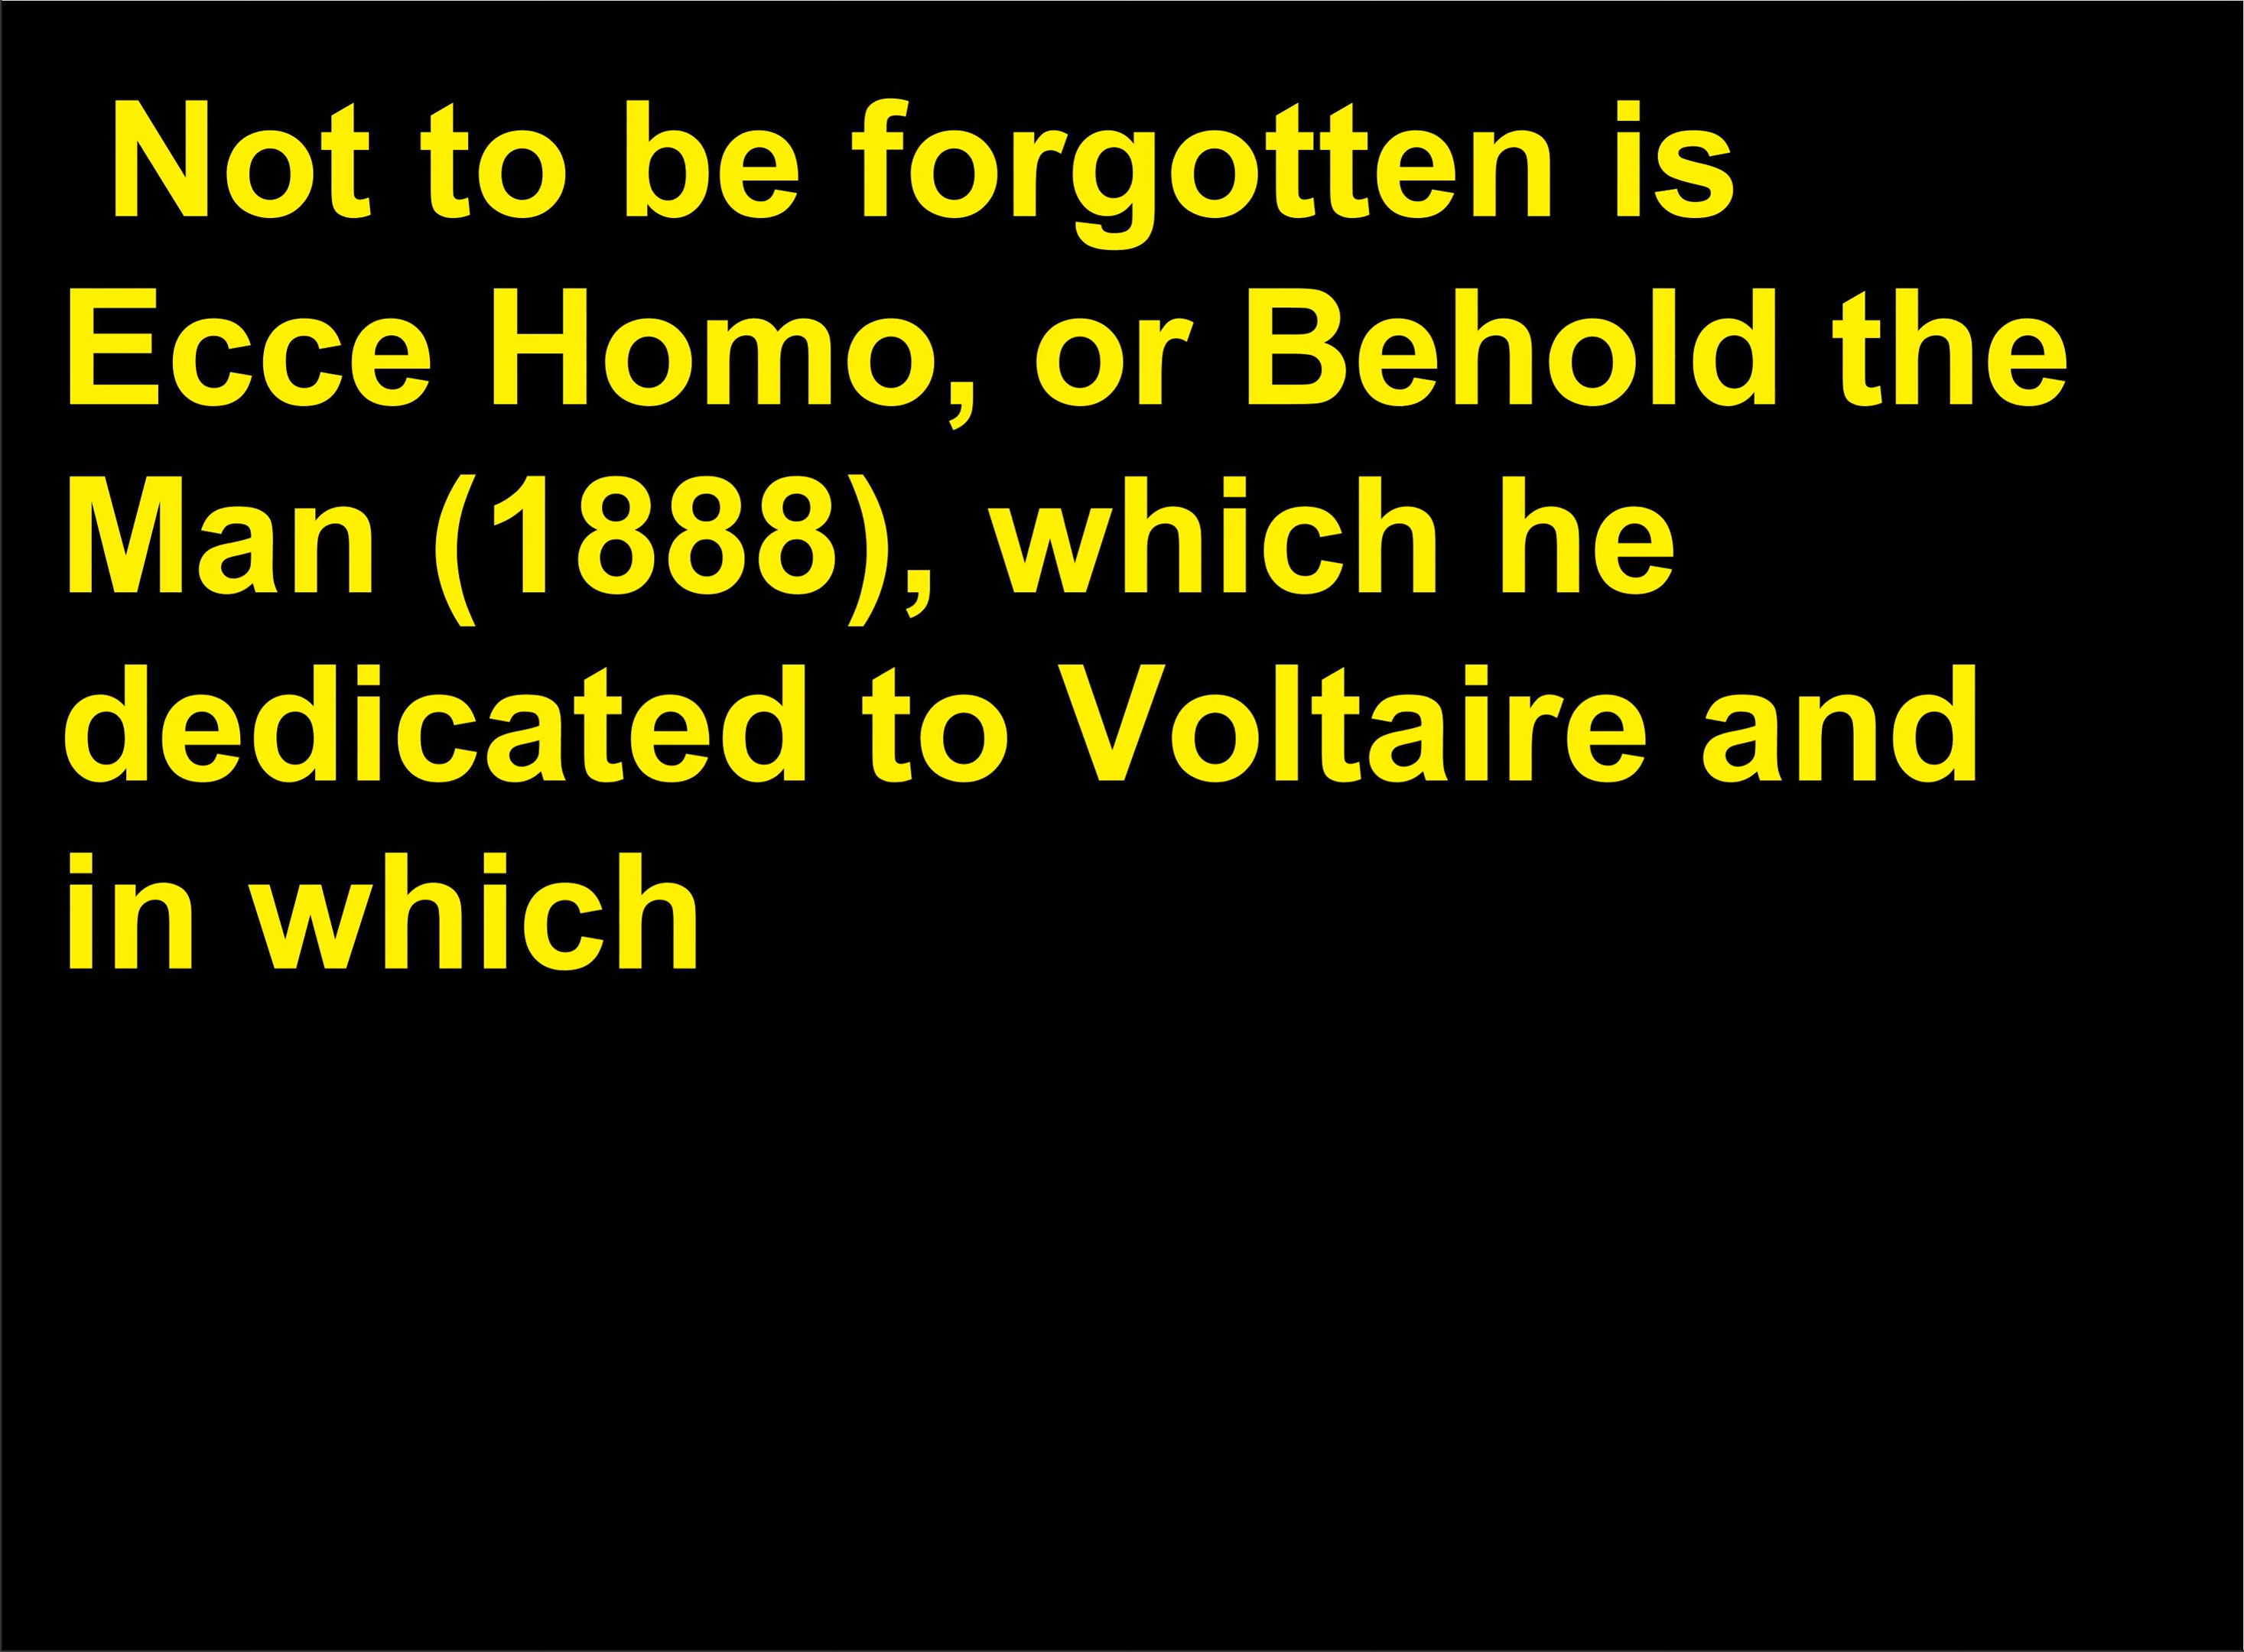 Not to be forgotten is
Ecce Homo, or Behold the
Man (1888), which he
dedicated to Voltaire and
in which